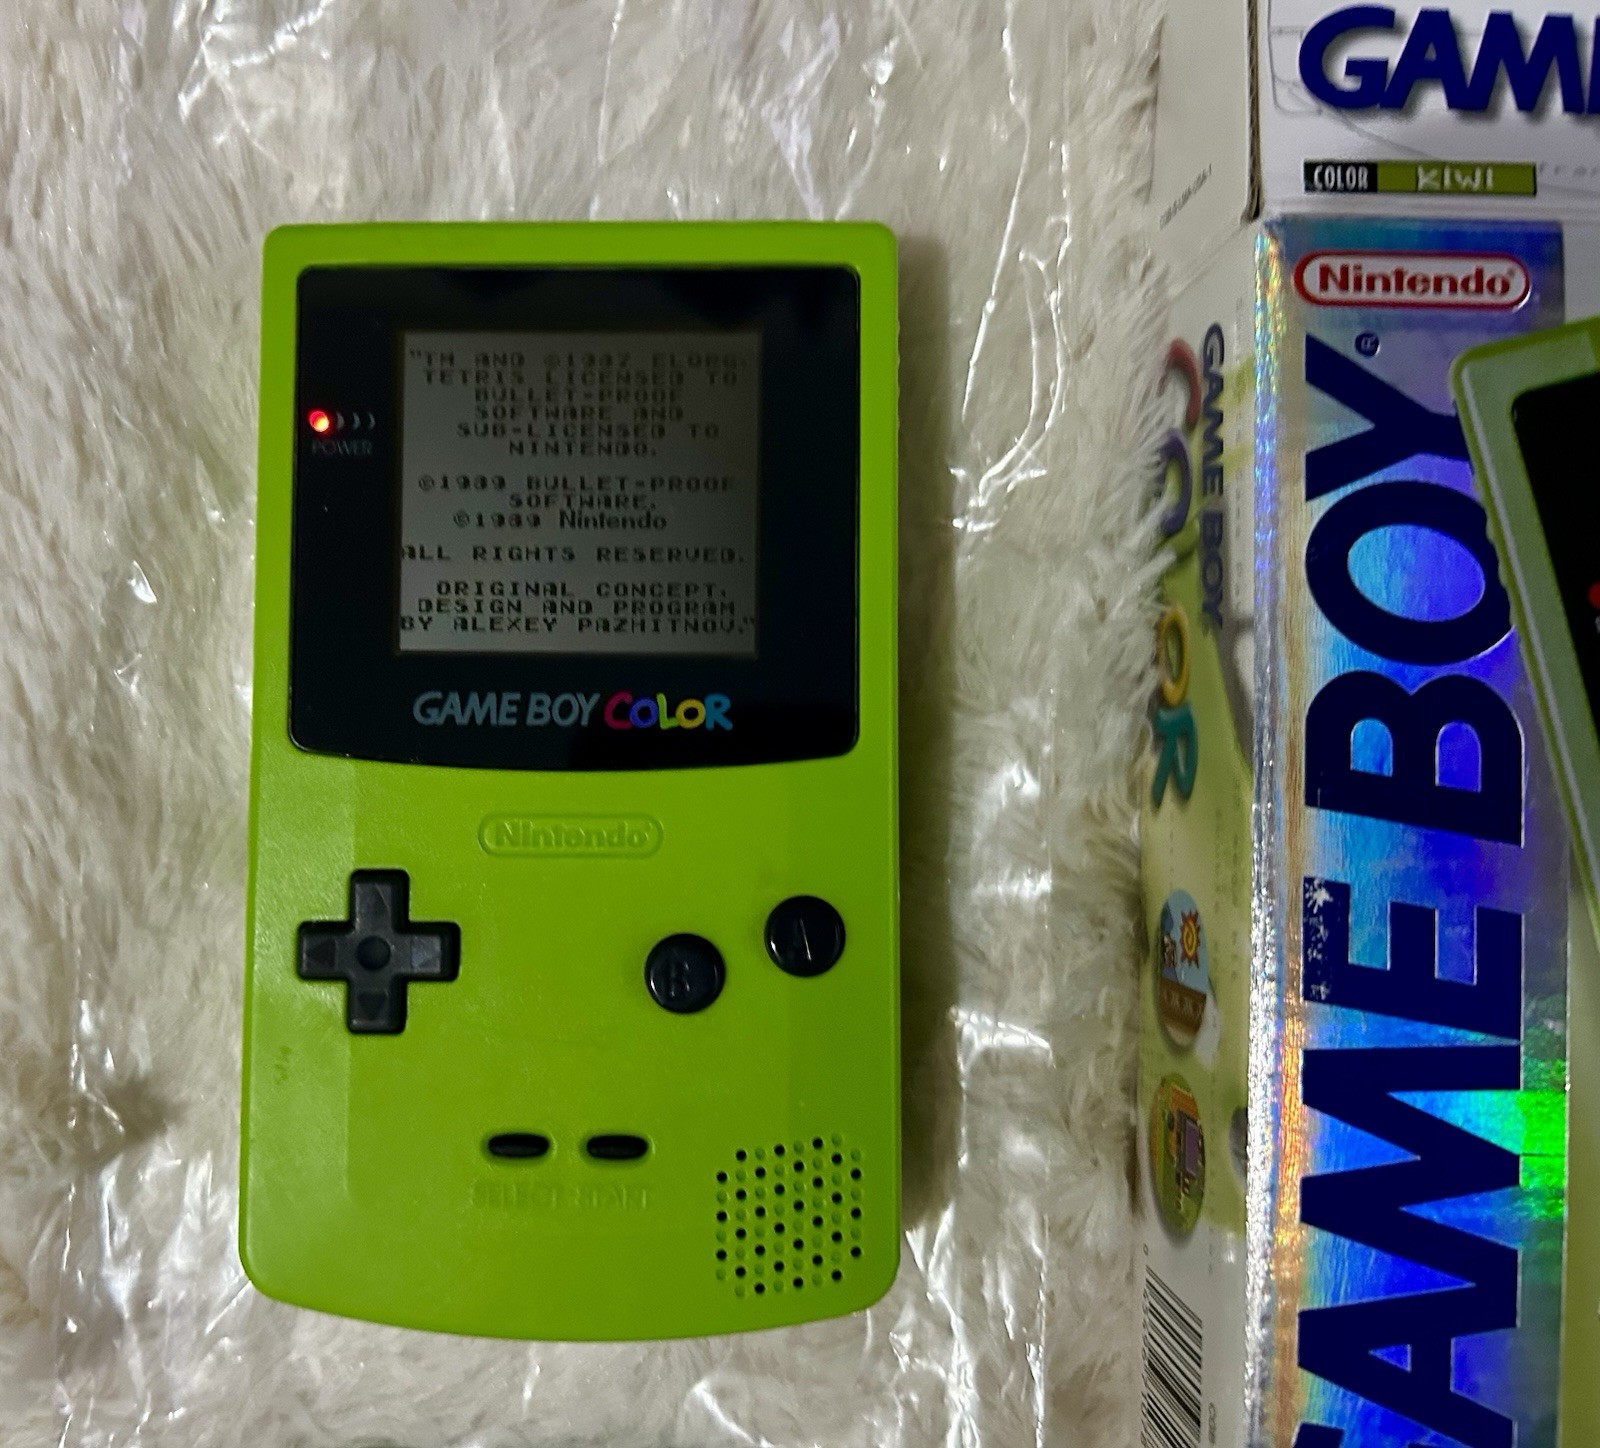 "TM AND ©1987 ELORG.
TETRIS LICENSED TO
BULLET-PROOF
SOFTWARE AND
SUB-LICENSED TO
NINTENDO.
©1989 BULLET-PROOF
SOFTWARE.
©1989 Nintendo
ALL RIGHTS RESERVED.
ORIGINAL CONCEPT,
DESIGN AND PROGRAM
BY ALEXEY PAZHITNOV."
POWER
GAME BOY COLOR
Nintendo®
B
A
SELECT START
GAME
COLOR KIWI
Nintendo®
GAME BOY®
GAME BOY
COLOR